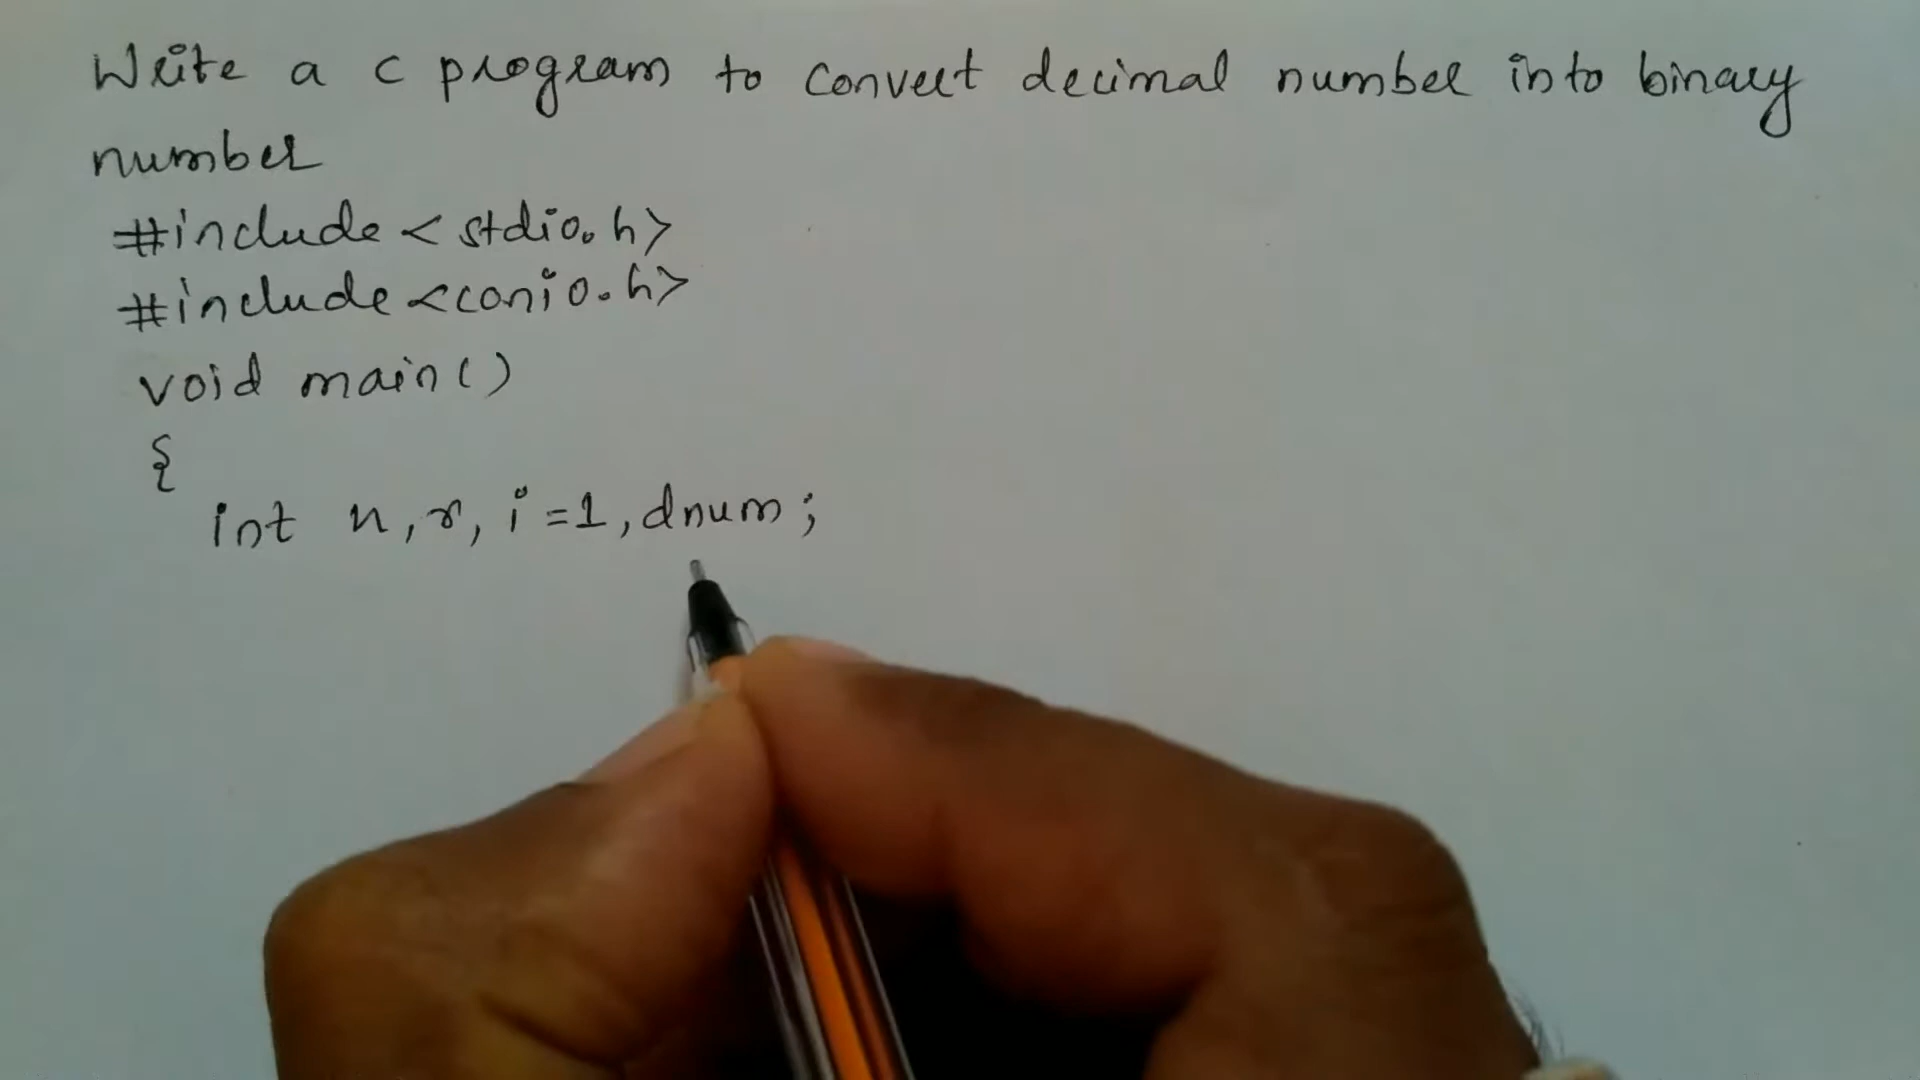 Write a c program to convert decimal number into binary
number
#include<stdio.h>
#include<conio.h>
void main()
{
int n,r, i=1,dnum;